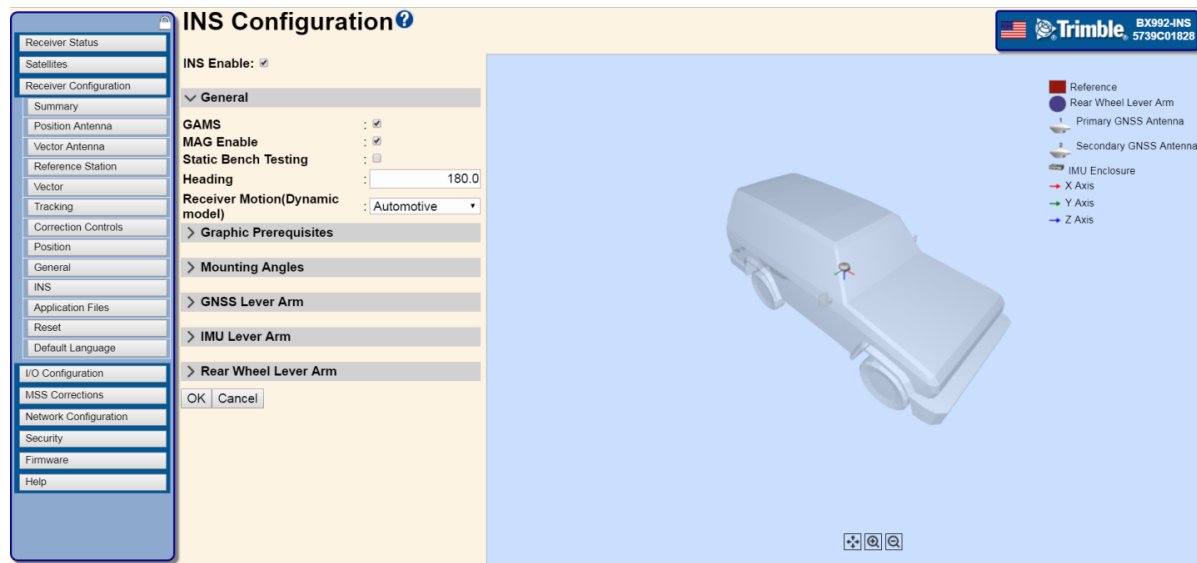 INS Configuration?
Trimble. BX992-INS
5739C01828
Receiver Status
Satellites
Receiver Configuration
Summary
Position Antenna
Vector Antenna
Reference Station
Vector
Tracking
Correction Controls
Position
General
INS
Application Files
Reset
Default Language
I/O Configuration
MSS Corrections
Network Configuration
Security
Firmware
Help
INS Enable:
General
GAMS :
MAG Enable :
Static Bench Testing :
Heading : 180.0
Receiver Motion(Dynamic
model) : Automotive
Graphic Prerequisites
Mounting Angles
GNSS Lever Arm
IMU Lever Arm
Rear Wheel Lever Arm
OK Cancel
Reference
Rear Wheel Lever Arm
1 Primary GNSS Antenna
2 Secondary GNSS Antenna
IMU Enclosure
X Axis
Y Axis
Z Axis